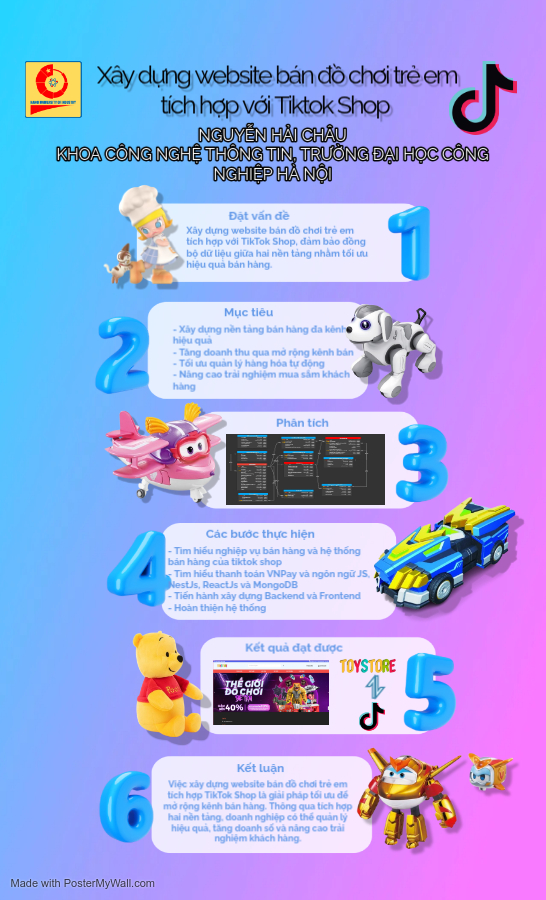 Xây dựng website bán đồ chơi trẻ em
tích hợp với Tiktok Shop
NGUYỄN HẢI CHÂU
KHOA CÔNG NGHỆ THÔNG TIN, TRƯỜNG ĐẠI HỌC CÔNG
NGHIỆP HÀ NỘI
Đặt vấn đề
Xây dựng website bán đồ chơi trẻ em
tích hợp với TikTok Shop, đảm bảo đồng
bộ dữ liệu giữa hai nền tảng nhằm tối ưu
hiệu quả bán hàng.
1
Mục tiêu
- Xây dựng nền tảng bán hàng đa kênh
hiệu quả
- Tăng doanh thu qua mở rộng kênh bán
- Tối ưu quản lý hàng hóa tự động
- Nâng cao trải nghiệm mua sắm khách
hàng
2
Phân tích
3
Các bước thực hiện
- Tìm hiểu nghiệp vụ bán hàng và hệ thống
bán hàng của tiktok shop
- Tìm hiểu thanh toán VNPay và ngôn ngữ JS,
NestJs, ReactJs và MongoDB
- Tiến hành xây dựng Backend và Frontend
- Hoàn thiện hệ thống
4
Kết quả đạt được
THẾ GIỚI
ĐỒ CHƠI
40%
TOYSTORE
5
Kết luận
Việc xây dựng website bán đồ chơi trẻ em
tích hợp TikTok Shop là giải pháp tối ưu để
mở rộng kênh bán hàng. Thông qua tích hợp
hai nền tảng, doanh nghiệp có thể quản lý
hiệu quả, tăng doanh số và nâng cao trải
nghiệm khách hàng.
6
Made with PosterMyWall.com